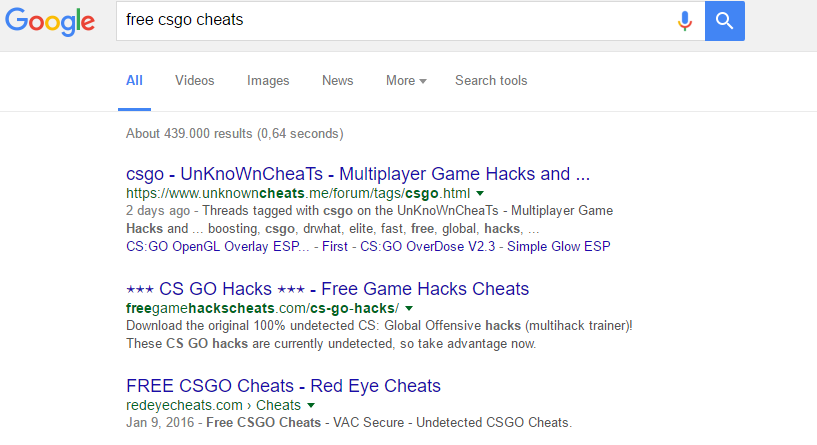 Google free csgo cheats
All Videos Images News More Search tools
About 439.000 results (0,64 seconds)
csgo - UnKnoWnCheaTs - Multiplayer Game Hacks and ...
https://www.unknowncheats.me/forum/tags/csgo.html
2 days ago - Threads tagged with csgo on the UnKnoWnCheaTs - Multiplayer Game
Hacks and ... boosting, csgo, drwhat, elite, fast, free, global, hacks, ...
CS:GO OpenGL Overlay ESP... - First - CS:GO OverDose V2.3 - Simple Glow ESP
⋆⋆⋆ CS GO Hacks ⋆⋆⋆ - Free Game Hacks Cheats
freegamehackscheats.com/cs-go-hacks/
Download the original 100% undetected CS: Global Offensive hacks (multihack trainer)!
These CS GO hacks are currently undetected, so take advantage now.
FREE CSGO Cheats - Red Eye Cheats
redeyecheats.com › Cheats
Jan 9, 2016 - Free CSGO Cheats - VAC Secure - Undetected CSGO Cheats.